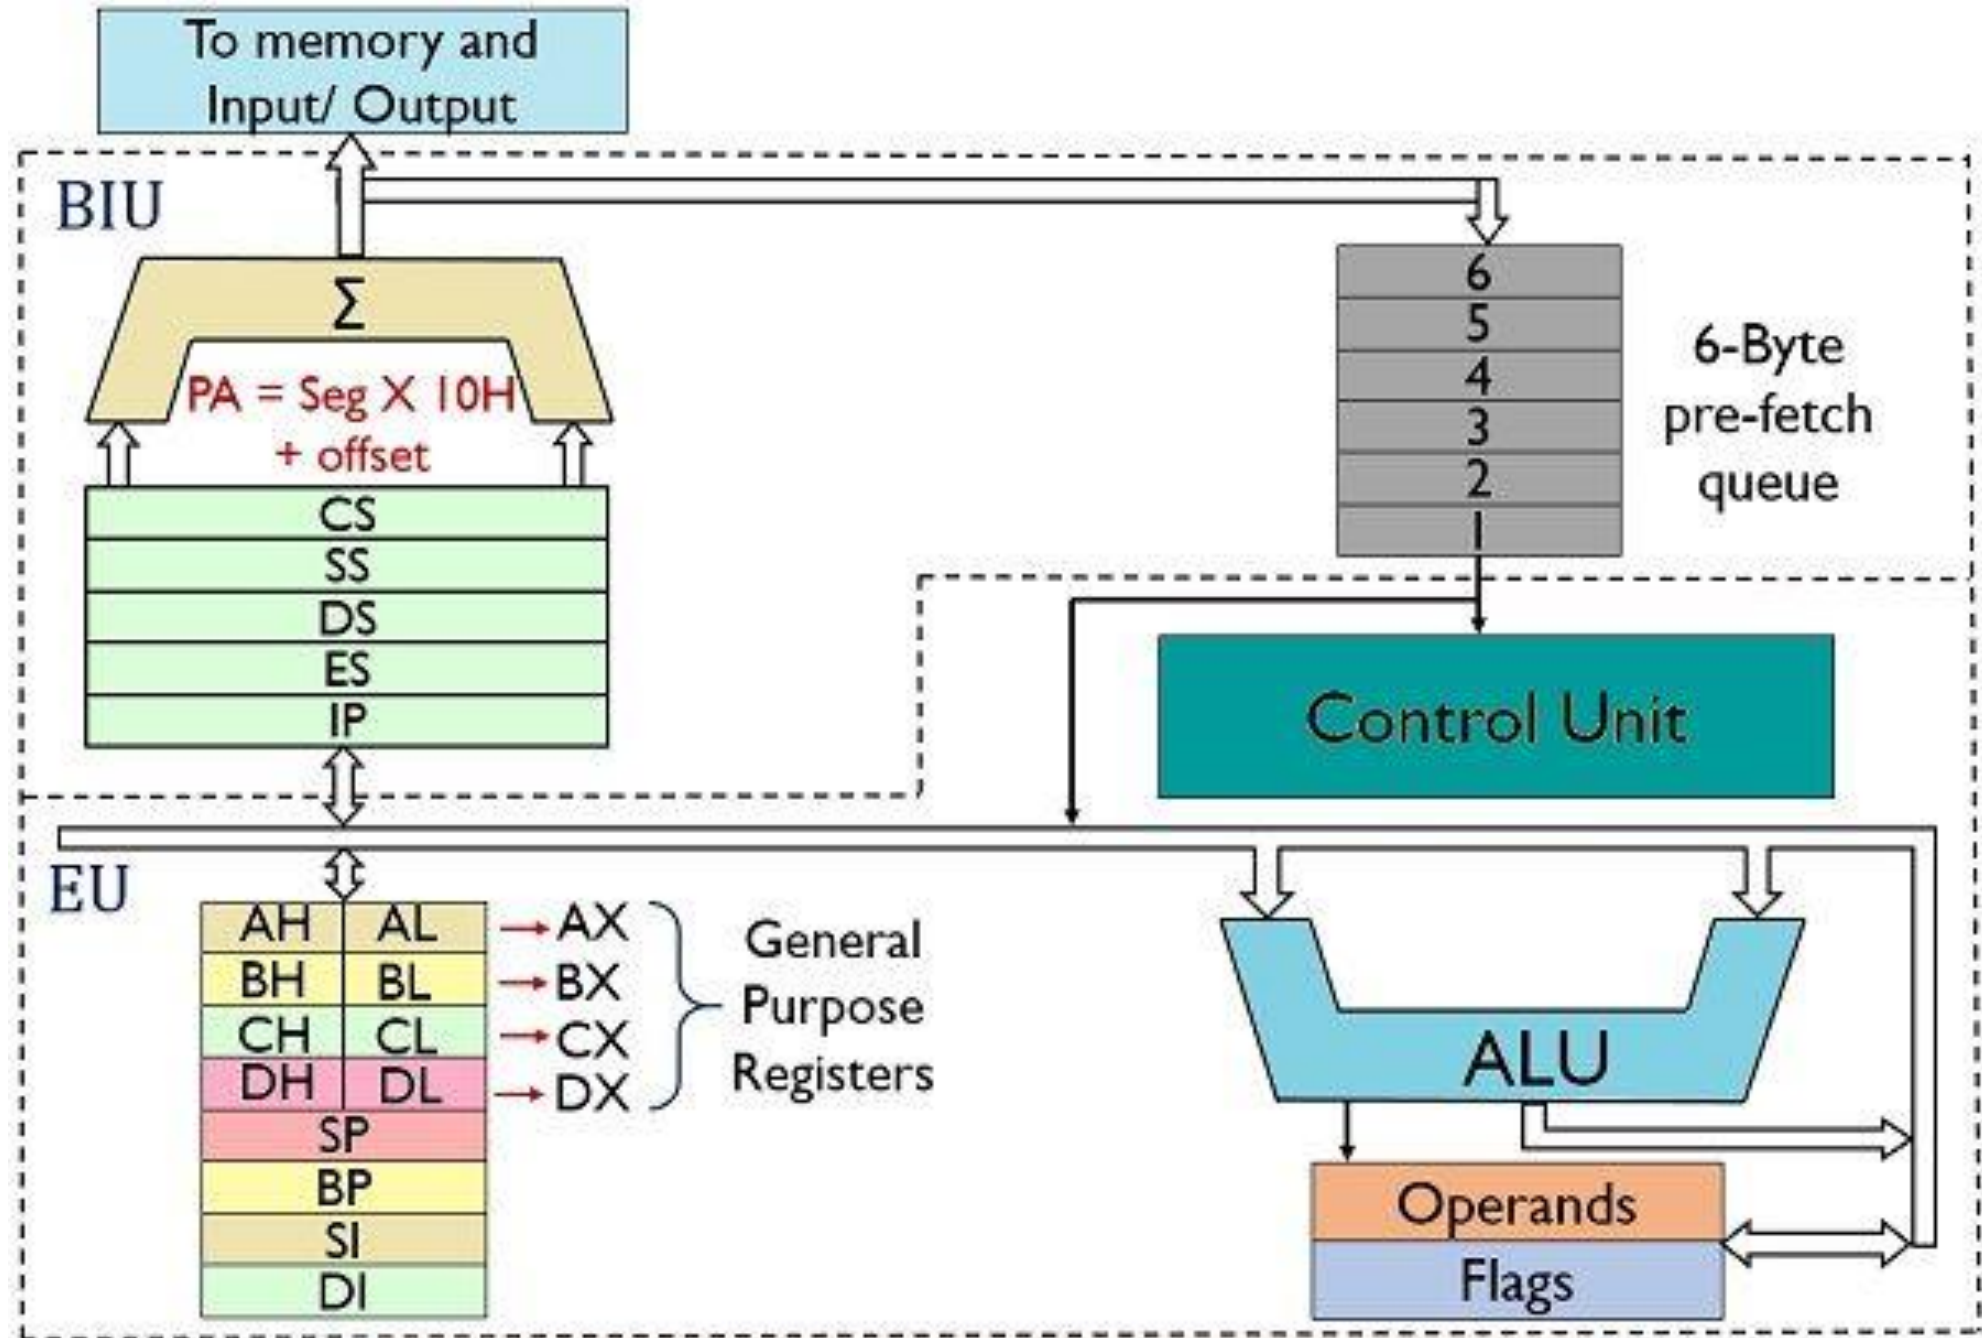 To memory and
Input/ Output
BIU
Σ
PA = Seg X 10H
+ offset
CS
SS
DS
ES
IP
6
5
4
3
2
1
6-Byte
pre-fetch
queue
Control Unit
EU
AH AL → AX
BH BL → BX
CH CL → CX
DH DL → DX
SP
BP
SI
DI
General
Purpose
Registers
ALU
Operands
Flags